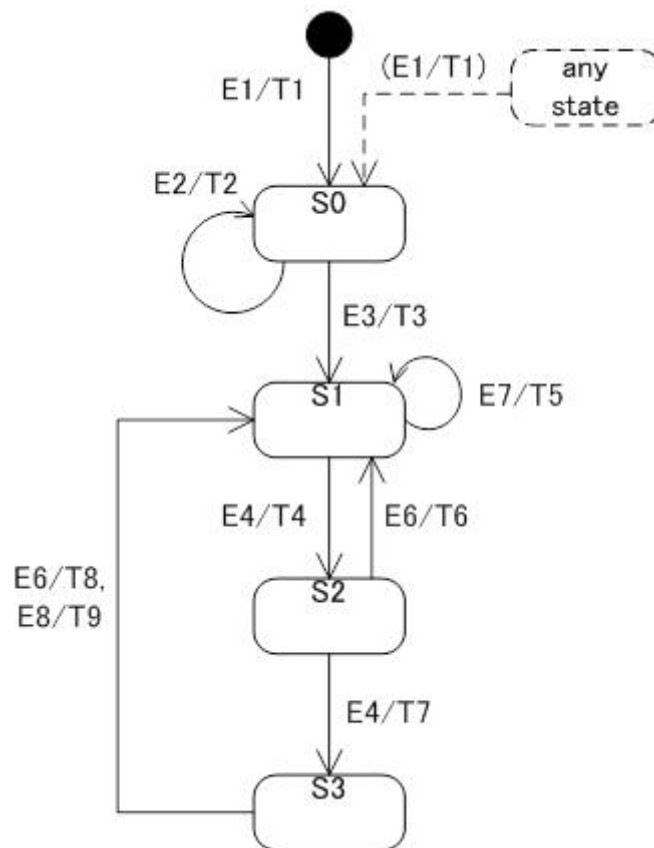 (E1/T1)
any
state
E1/T1
E2/T2
S0
E3/T3
S1
E7/T5
E4/T4
E6/T6
E6/T8,
E8/T9
S2
E4/T7
S3